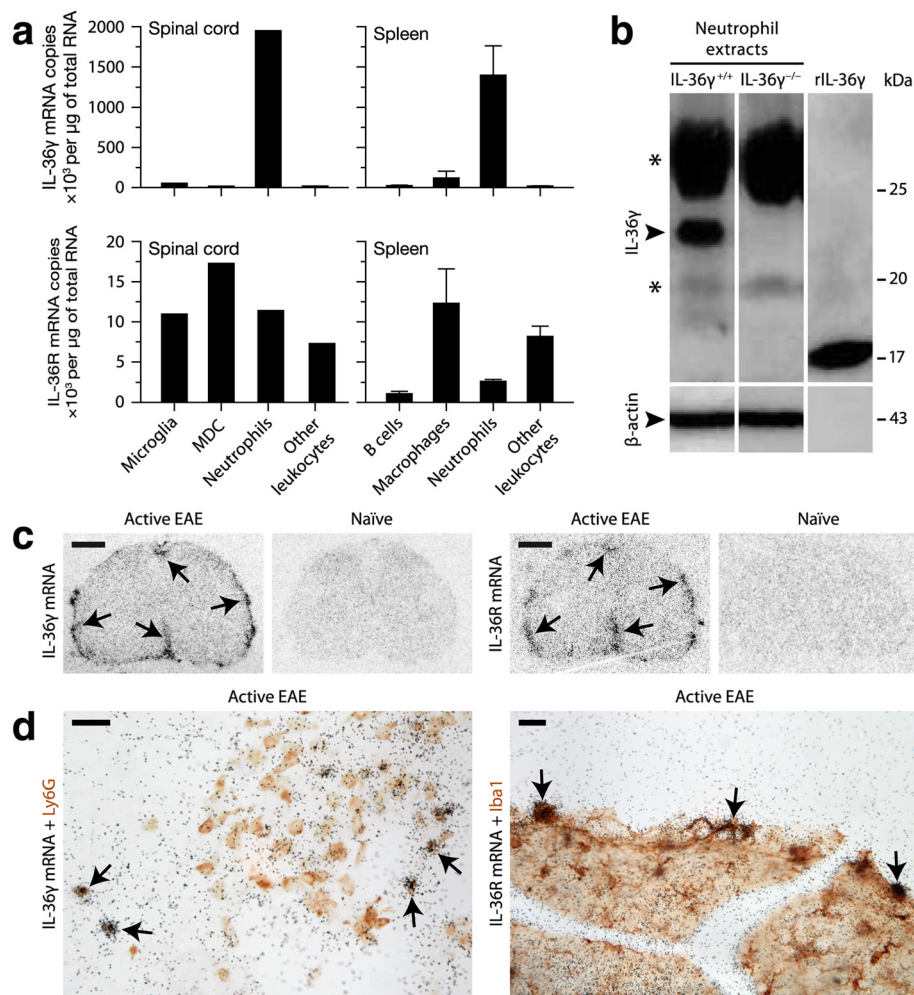 a
IL-36γ mRNA copies
×10³ per µg of total RNA
2000
1500
1000
500
0
Spinal cord
Spleen
IL-36R mRNA copies
×10³ per µg of total RNA
20
15
10
5
0
Spinal cord
Spleen
Microglia
MDC
Neutrophils
Other
leukocytes
B cells
Macrophages
Neutrophils
Other
leukocytes
b
Neutrophil
extracts
IL-36γ+/+ IL-36γ−/− rIL-36γ kDa
*
IL-36γ
*
25
20
17
β-actin
43
c
Active EAE
Naïve
Active EAE
Naïve
IL-36γ mRNA
IL-36R mRNA
d
Active EAE
Active EAE
IL-36γ mRNA + Ly6G
IL-36R mRNA + Iba1